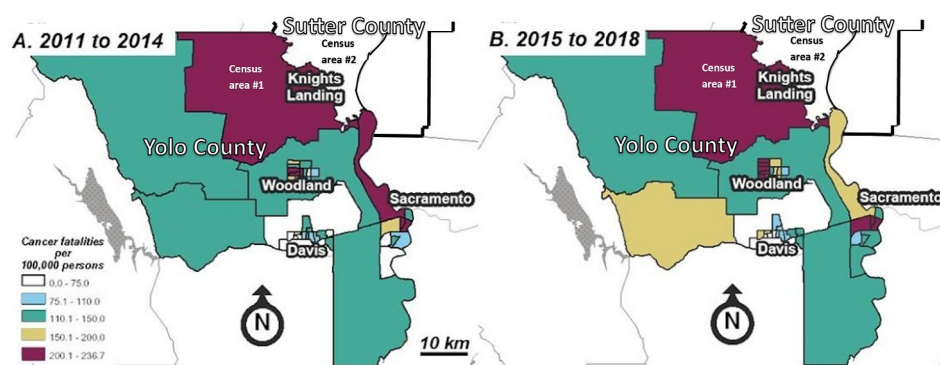 A. 2011 to 2014
Sutter County
Census
area #2
Census
area #1
Knights
Landing
Yolo County
Woodland
Sacramento
Davis
Cancer fatalities
per
100,000 persons
0.0 - 75.0
75.1 - 110.0
110.1 - 150.0
150.1 - 200.0
200.1 - 236.7
N
10 km
B. 2015 to 2018
Sutter County
Census
area #2
Census
area #1
Knights
Landing
Yolo County
Woodland
Sacramento
Davis
N